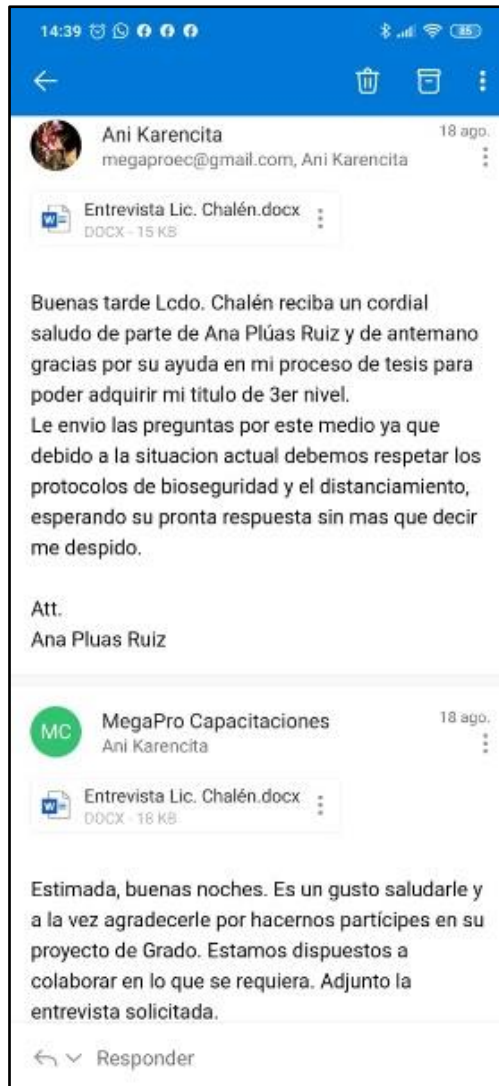 14:39
85
Ani Karencita
18 ago.
megaproec@gmail.com, Ani Karencita
Entrevista Lic. Chalén.docx
DOCX - 15 KB
Buenas tarde Lcdo. Chalén reciba un cordial
saludo de parte de Ana Plúas Ruiz y de antemano
gracias por su ayuda en mi proceso de tesis para
poder adquirir mi titulo de 3er nivel.
Le envio las preguntas por este medio ya que
debido a la situacion actual debemos respetar los
protocolos de bioseguridad y el distanciamiento,
esperando su pronta respuesta sin mas que decir
me despido.
Att.
Ana Pluas Ruiz
MC
MegaPro Capacitaciones
18 ago.
Ani Karencita
Entrevista Lic. Chalén.docx
DOCX - 18 KB
Estimada, buenas noches. Es un gusto saludarle y
a la vez agradecerle por hacernos partícipes en su
proyecto de Grado. Estamos dispuestos a
colaborar en lo que se requiera. Adjunto la
entrevista solicitada.
Responder